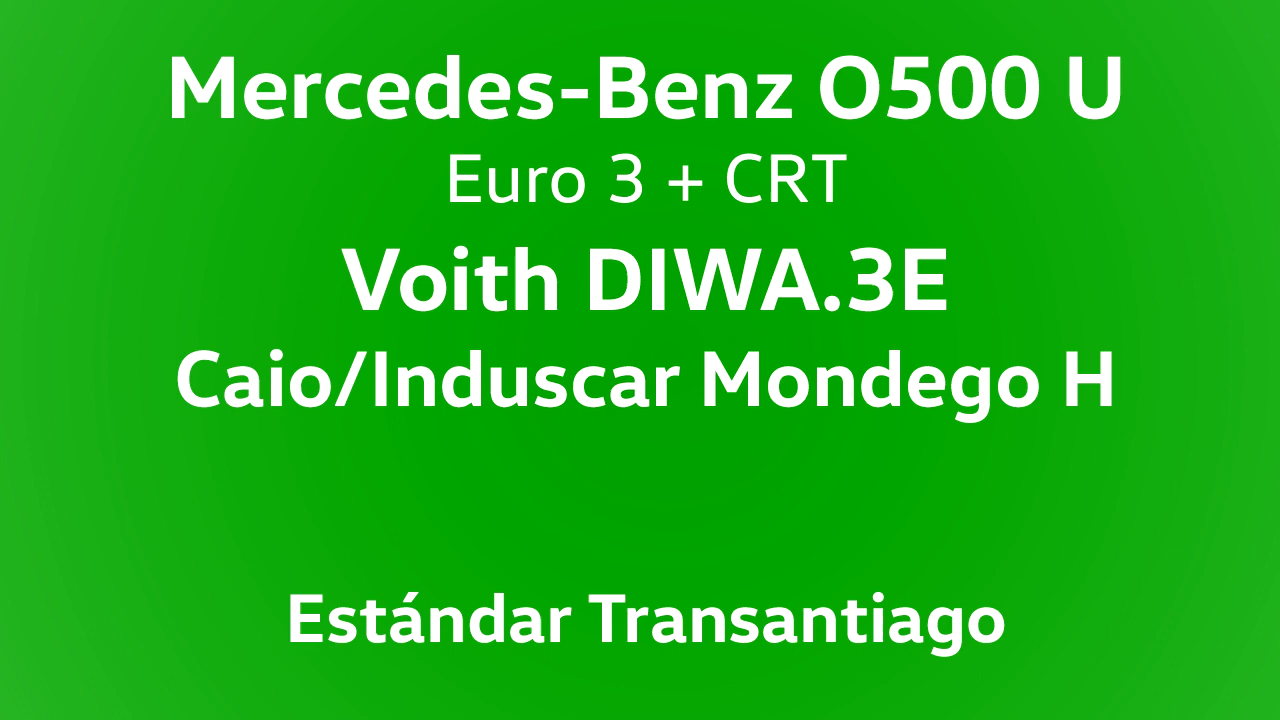 Mercedes-Benz O500 U
Euro 3 + CRT
Voith DIWA.3E
Caio/Induscar Mondego H
Estándar Transantiago